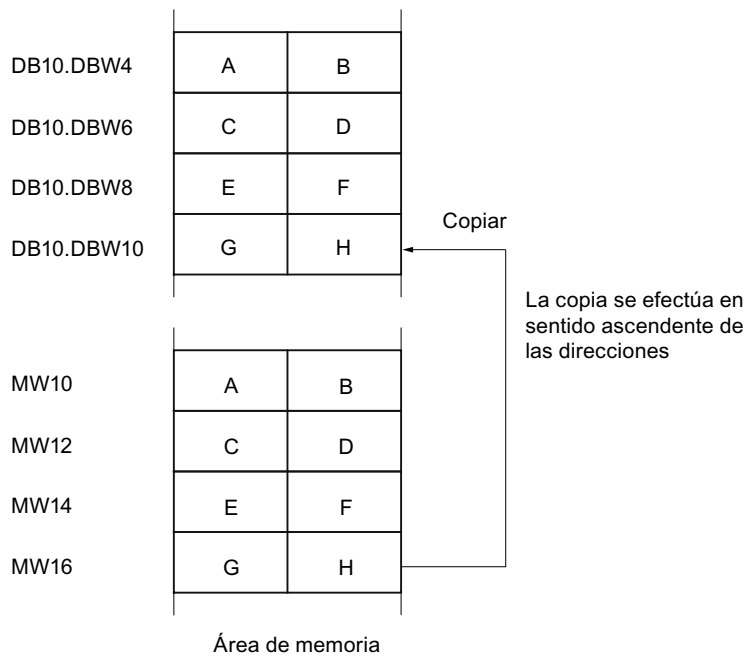 DB10.DBW4 A B
DB10.DBW6 C D
DB10.DBW8 E F
DB10.DBW10 G H
Copiar
La copia se efectúa en
sentido ascendente de
las direcciones
MW10 A B
MW12 C D
MW14 E F
MW16 G H
Área de memoria